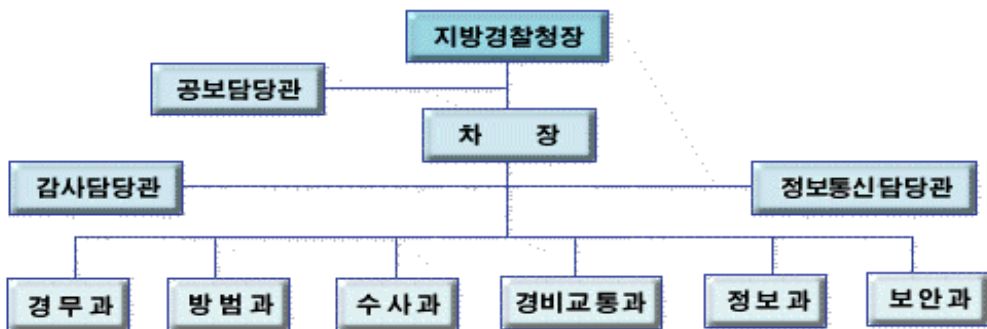 지방경찰청장
공보담당관
차 장
감사담당관 정보통신담당관
경무과 방범과 수사과 경비교통과 정보과 보안과